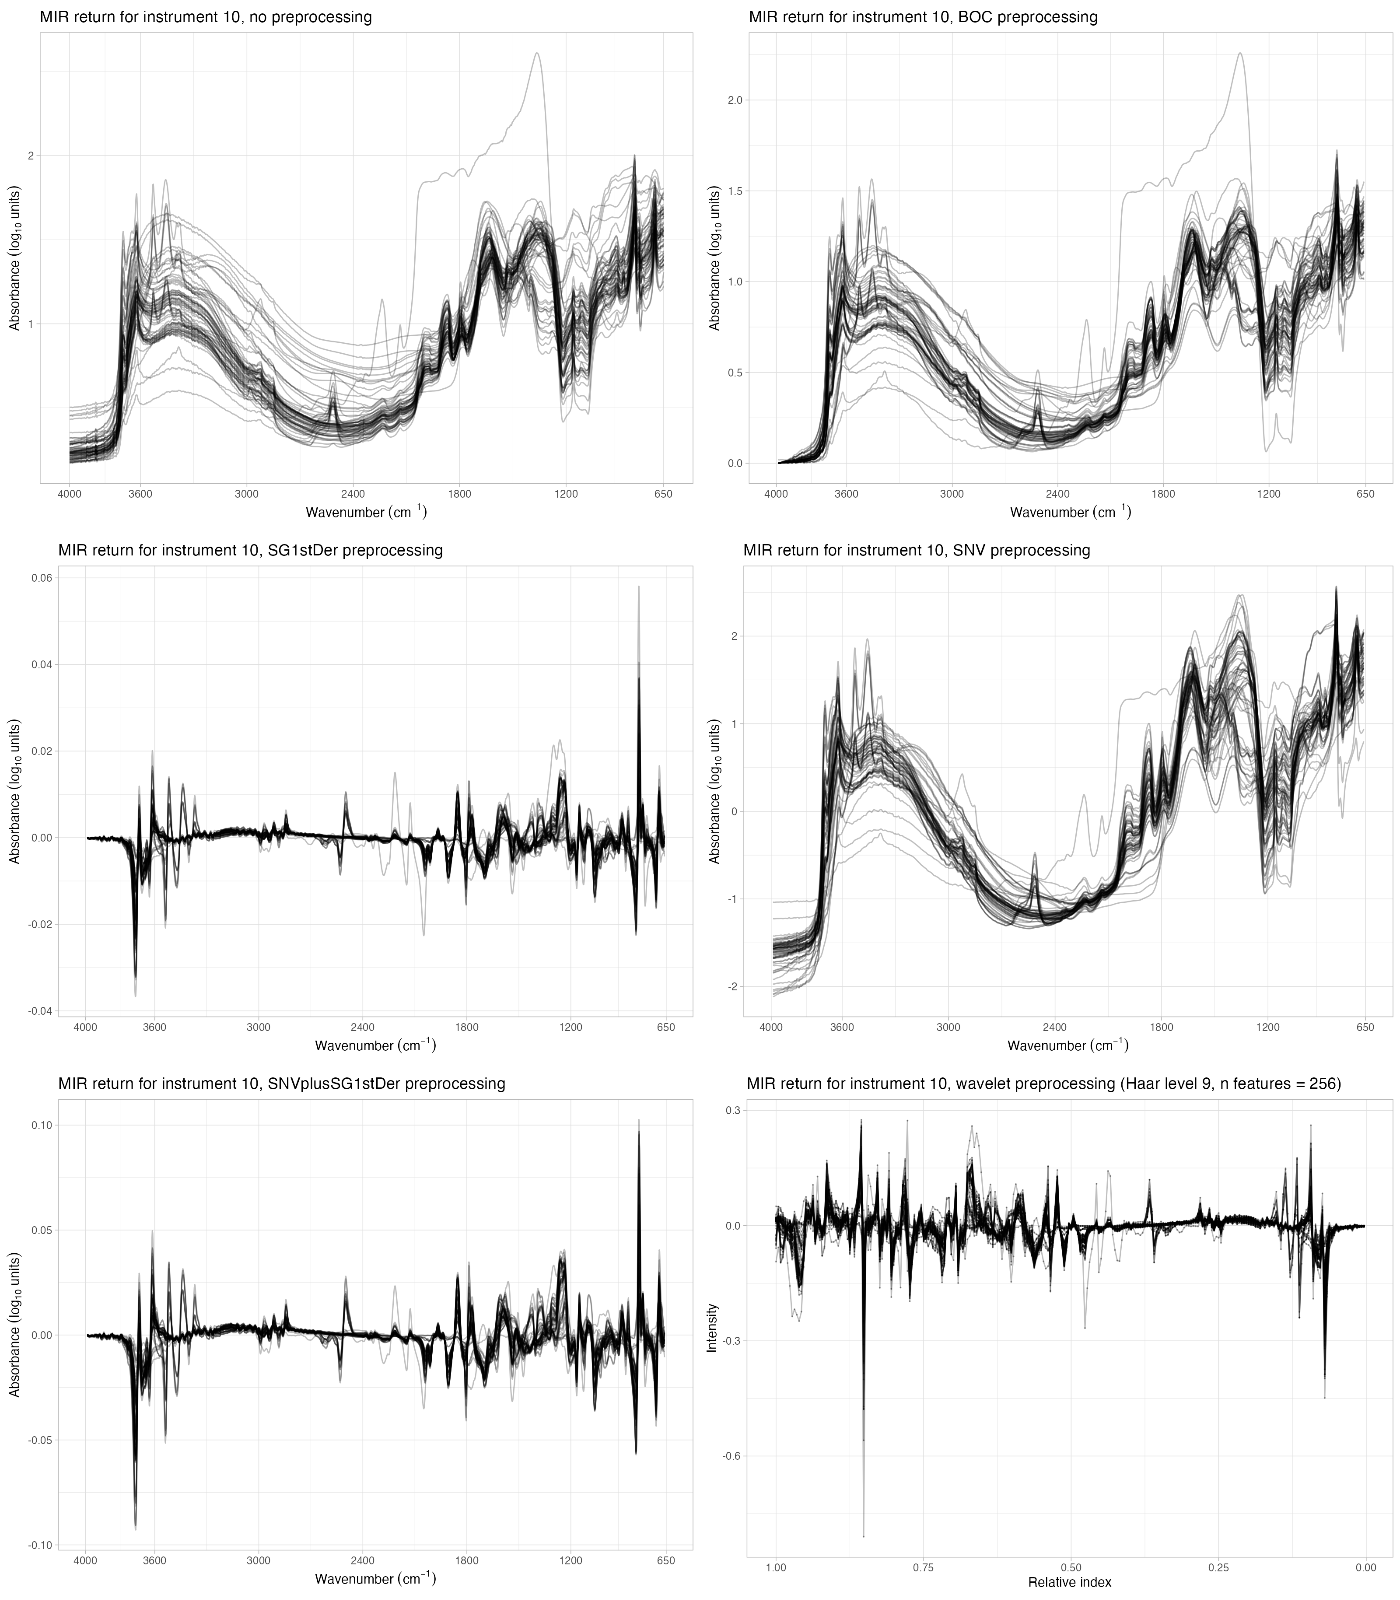 MIR return for instrument 10, no preprocessing
Absorbance (log₁₀ units)
2
1
4000 3600 3000 2400 1800 1200 650
Wavenumber (cm ¹)
MIR return for instrument 10, BOC preprocessing
Absorbance (log₁₀ units)
2.0
1.5
1.0
0.5
0.0
4000 3600 3000 2400 1800 1200 650
Wavenumber (cm ¹)
MIR return for instrument 10, SG1stDer preprocessing
Absorbance (log₁₀ units)
0.06
0.04
0.02
0.00
-0.02
-0.04
4000 3600 3000 2400 1800 1200 650
Wavenumber (cm⁻¹)
MIR return for instrument 10, SNV preprocessing
Absorbance (log₁₀ units)
2
1
0
-1
-2
4000 3600 3000 2400 1800 1200 650
Wavenumber (cm⁻¹)
MIR return for instrument 10, SNVplusSG1stDer preprocessing
Absorbance (log₁₀ units)
0.10
0.05
0.00
-0.05
-0.10
4000 3600 3000 2400 1800 1200 650
Wavenumber (cm⁻¹)
MIR return for instrument 10, wavelet preprocessing (Haar level 9, n features = 256)
Intensity
0.3
0.0
-0.3
-0.6
1.00 0.75 0.50 0.25 0.00
Relative index